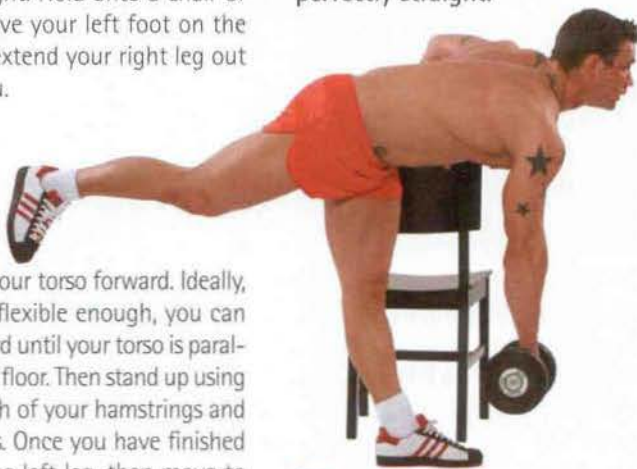 ve your left foot on the
extend your right leg out
our torso forward. Ideally,
flexible enough, you can
d until your torso is paral-
floor. Then stand up using
h of your hamstrings and
s. Once you have finished